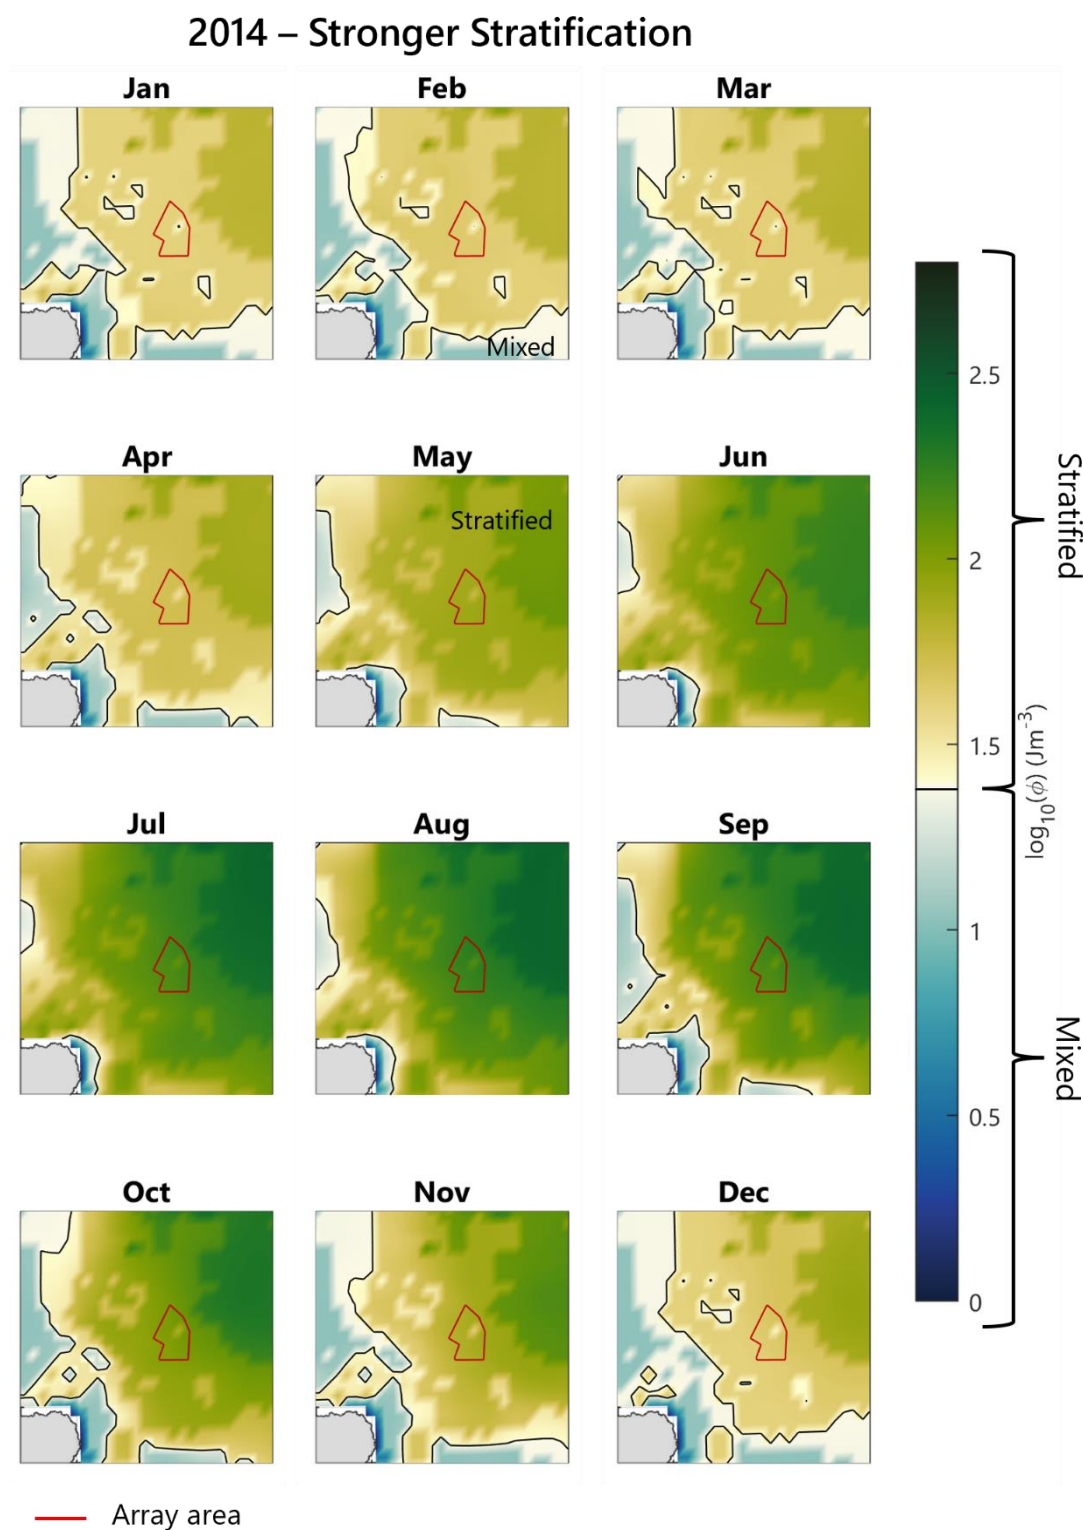 2014 – Stronger Stratification
Jan Feb Mar
Mixed
Apr May Jun
Stratified
Jul Aug Sep
Oct Nov Dec
2.5
2
1.5
1
0.5
0
log10(φ) (Jm⁻³)
Stratified
Mixed
Array area